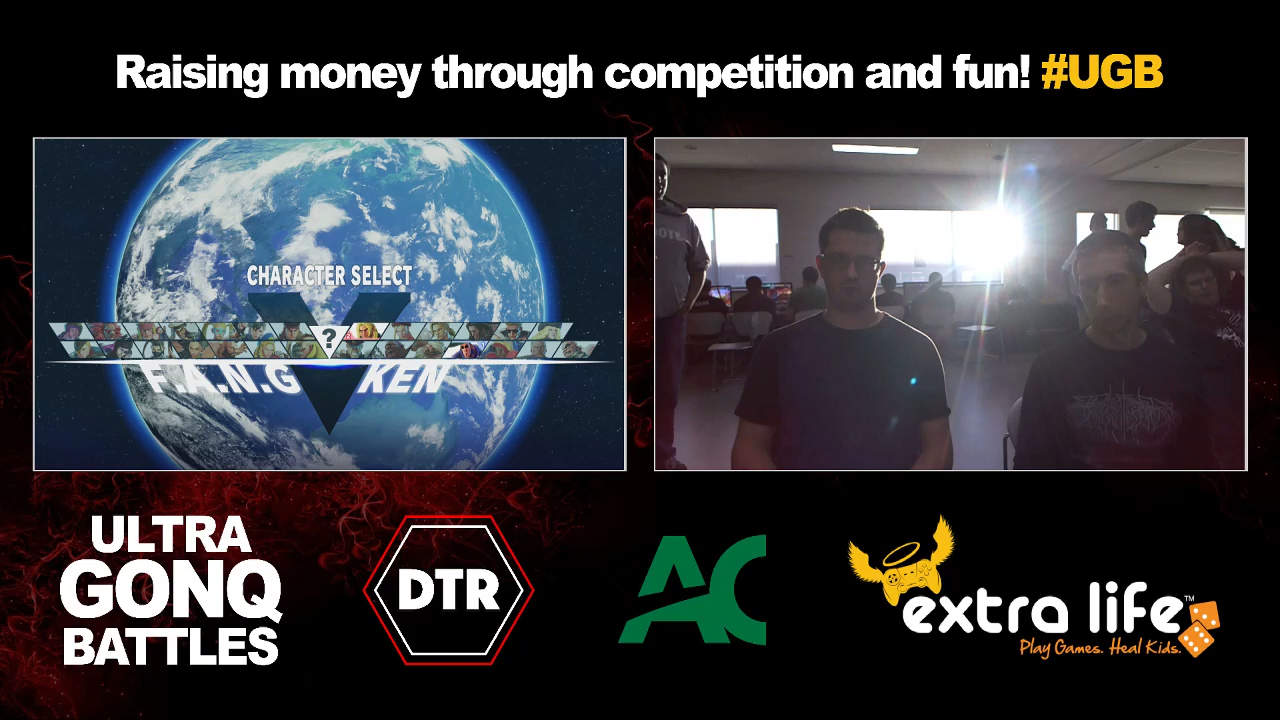 Raising money through competition and fun! #UGB
CHARACTER SELECT
?
F.A.N.G KEN
ULTRA
GONQ
BATTLES
DTR
AC
extra life™
Play Games. Heal Kids.